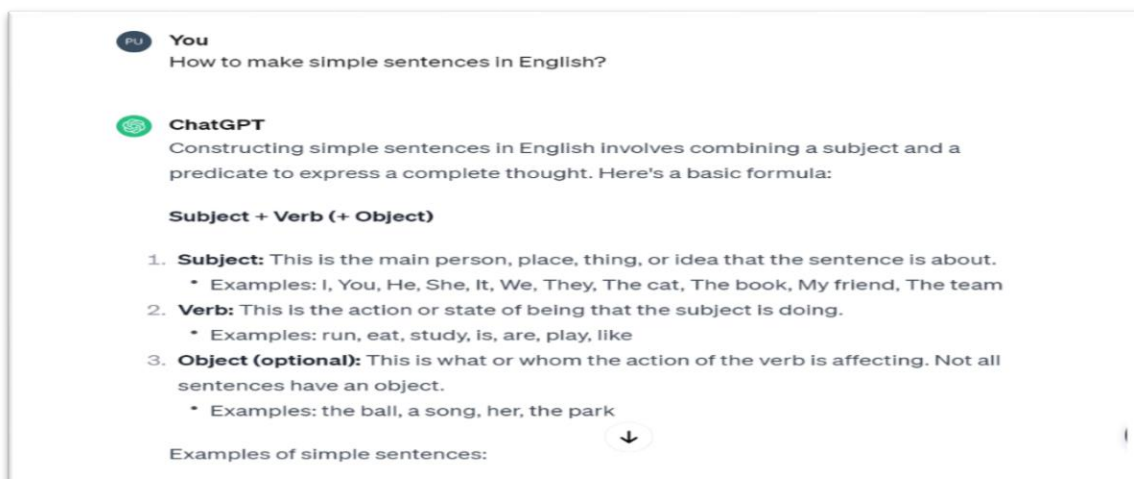 PU You
How to make simple sentences in English?
ChatGPT
Constructing simple sentences in English involves combining a subject and a
predicate to express a complete thought. Here's a basic formula:
Subject + Verb (+ Object)
1. Subject: This is the main person, place, thing, or idea that the sentence is about.
• Examples: I, You, He, She, It, We, They, The cat, The book, My friend, The team
2. Verb: This is the action or state of being that the subject is doing.
• Examples: run, eat, study, is, are, play, like
3. Object (optional): This is what or whom the action of the verb is affecting. Not all
sentences have an object.
• Examples: the ball, a song, her, the park
Examples of simple sentences: